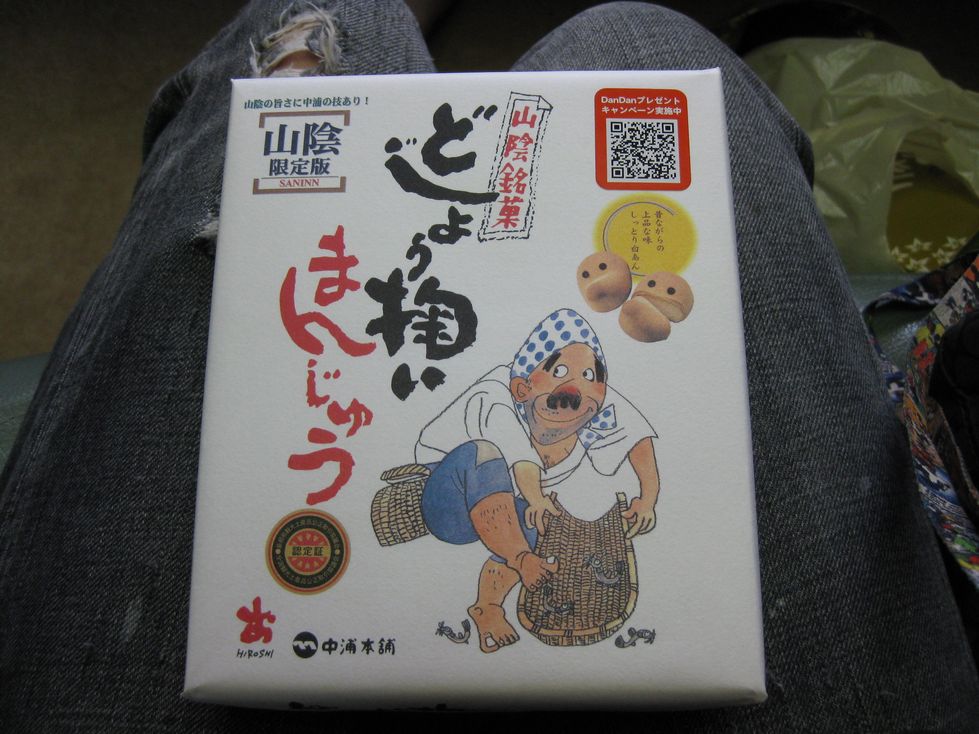 山陰の旨さに中浦の技あり!
山陰
限定版
SANINN
山陰銘菓
どじょう掬い
まんじゅう
DanDanプレゼント
キャンペーン実施中
昔ながらの
上品な味
しっとり白あん
認定証
HIROSHI
中浦本舗